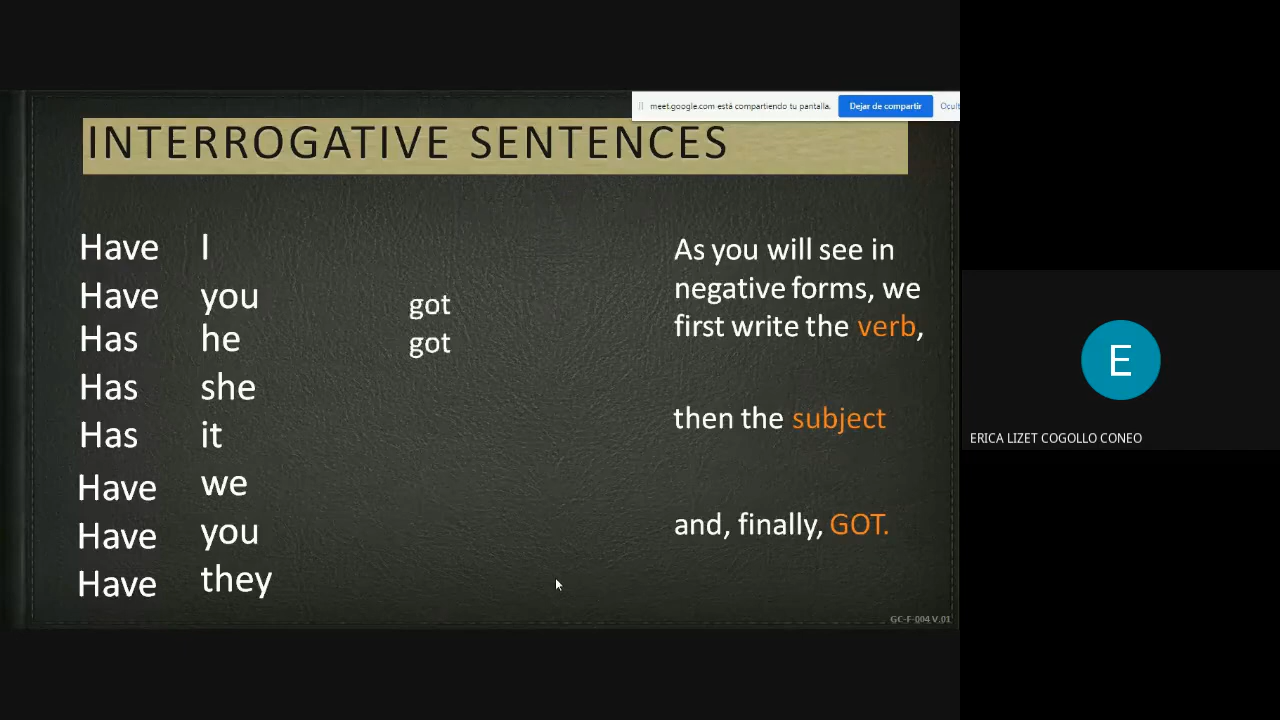 meet.google.com está compartiendo tu pantalla.
Dejar de compartir
Ocult
INTERROGATIVE SENTENCES
Have I
Have you got
Has he got
Has she
Has it
Have we
Have you
Have they
As you will see in
negative forms, we
first write the verb,
then the subject
and, finally, GOT.
GC-F-004 V.01
E
ERICA LIZET COGOLLO CONEO